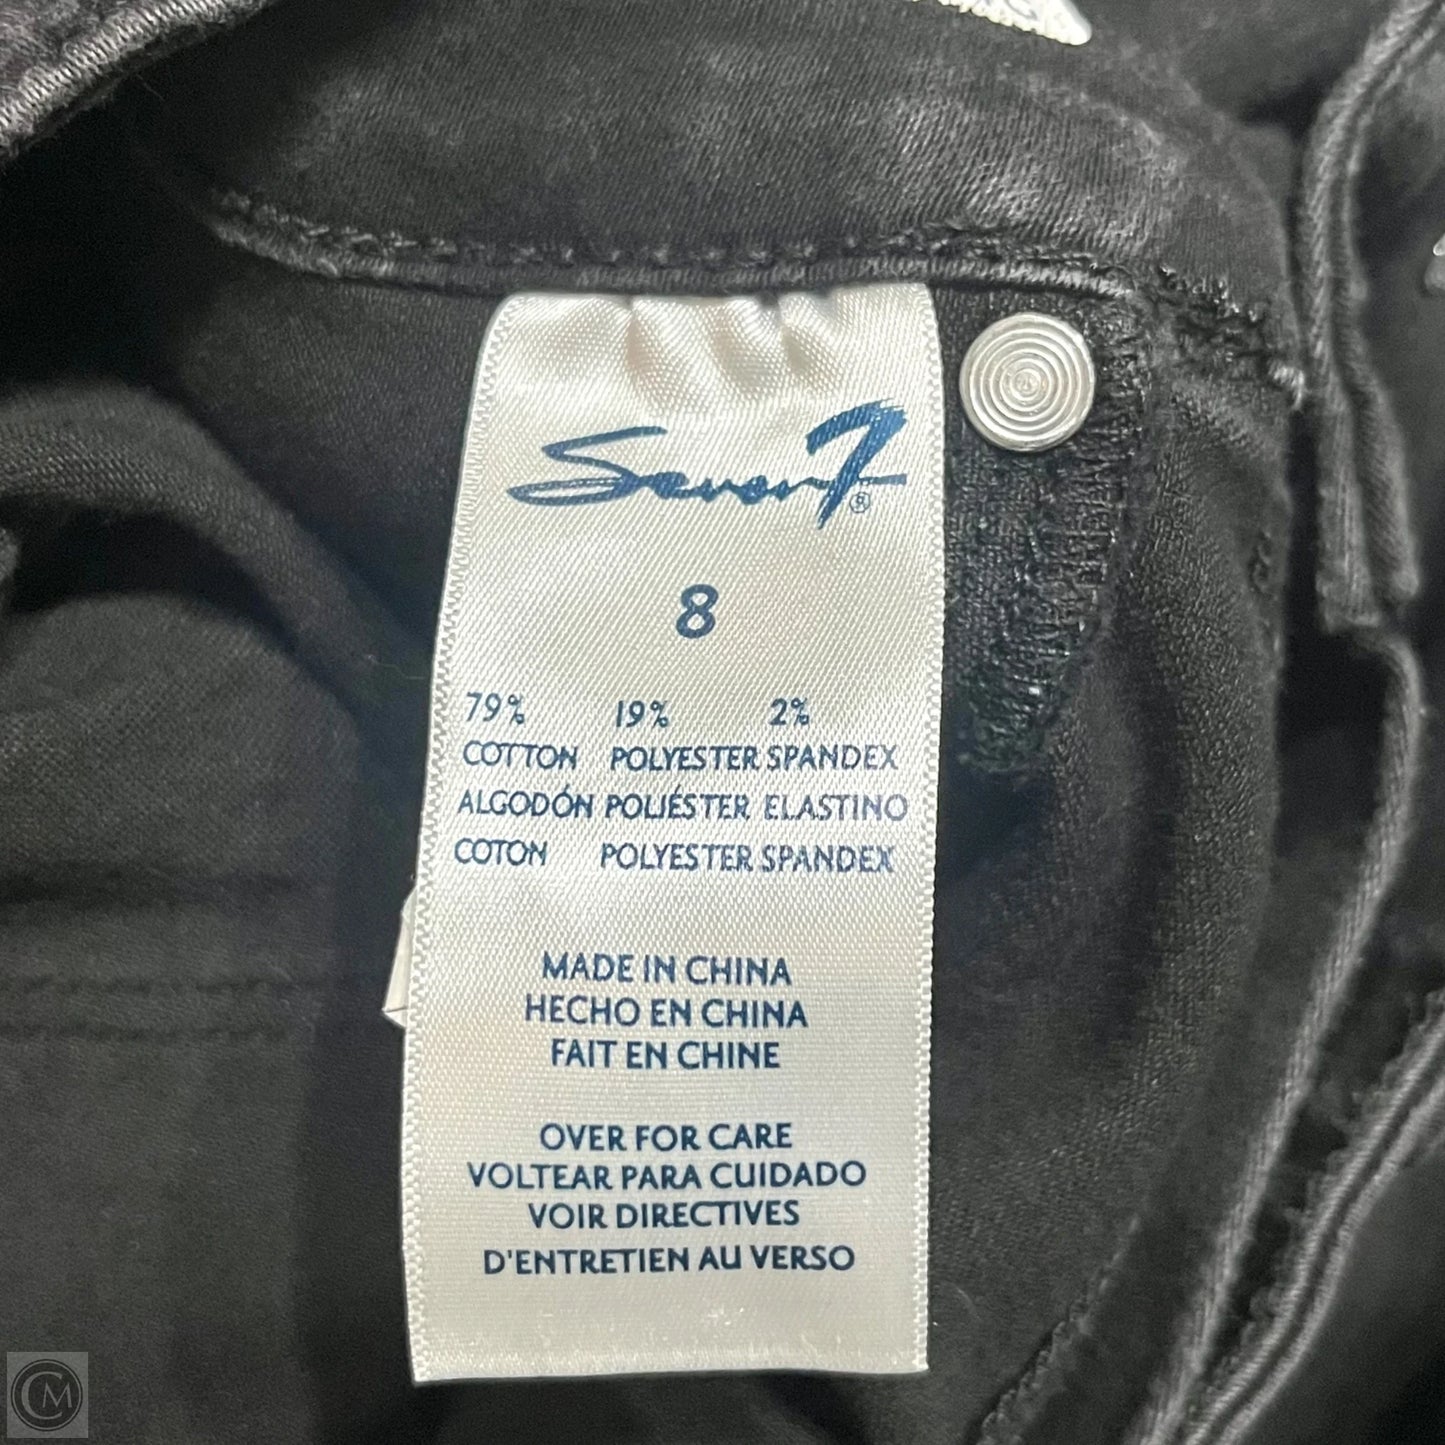 Seven7®
8
79% 19% 2%
COTTON POLYESTER SPANDEX
ALGODÓN POLIÉSTER ELASTINO
COTON POLYESTER SPANDEX
MADE IN CHINA
HECHO EN CHINA
FAIT EN CHINE
OVER FOR CARE
VOLTEAR PARA CUIDADO
VOIR DIRECTIVES
D'ENTRETIEN AU VERSO
CM